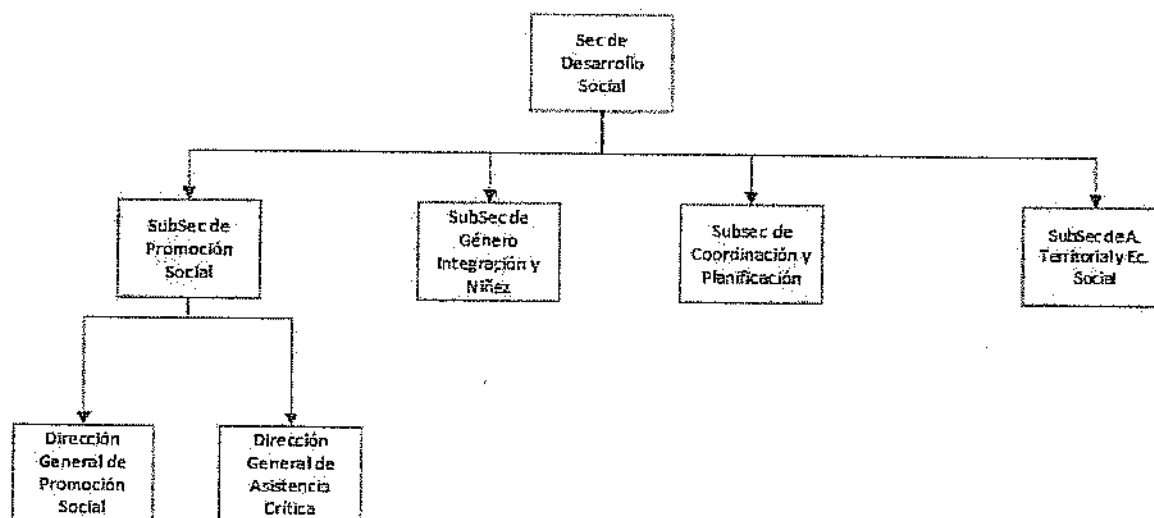 Sec de
Desarrollo
Social
SubSec de
Promoción
Social
SubSec de
Género
Integración y
Niñez
Subsec de
Coordinación y
Planificación
SubSec de A.
Territorial y Ec.
Social
Dirección
General de
Promoción
Social
Dirección
General de
Asistencia
Crítica